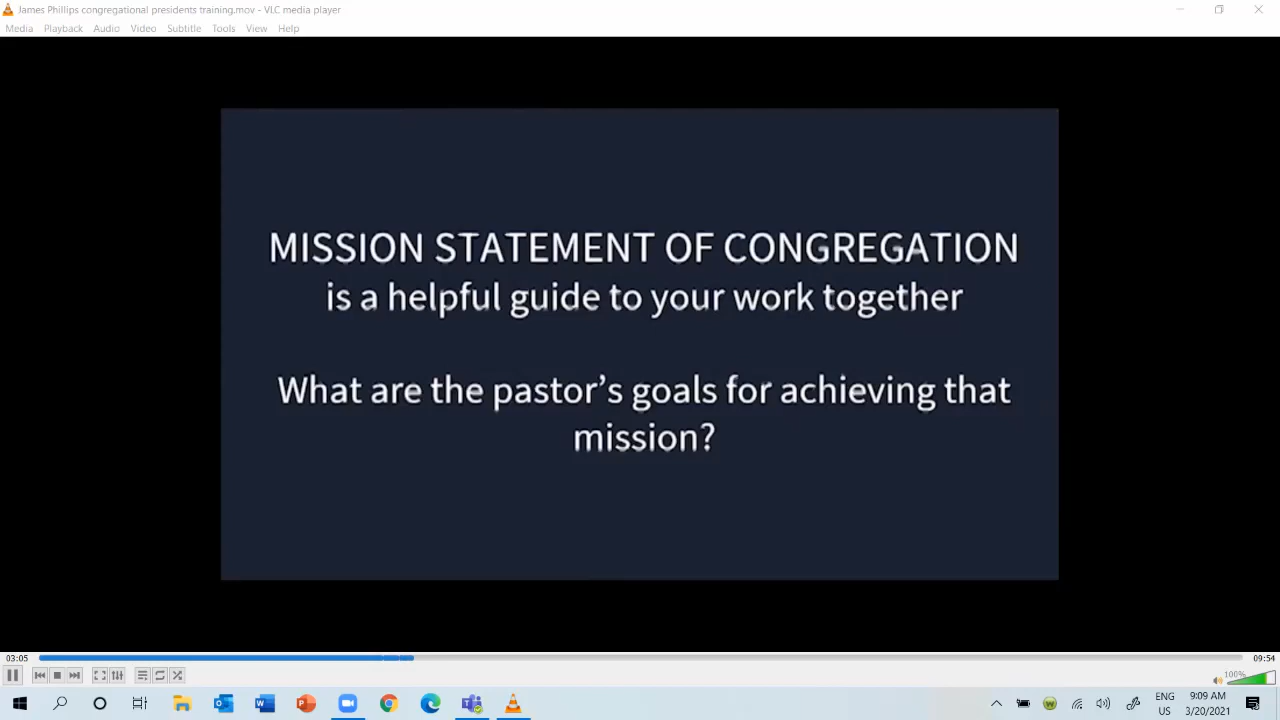 James Phillips congregational presidents training.mov - VLC media player
Media Playback Audio Video Subtitle Tools View Help
MISSION STATEMENT OF CONGREGATION
is a helpful guide to your work together
What are the pastor’s goals for achieving that
mission?
03:05
09:54
100%
ENG
US
9:09 AM
3/20/2021